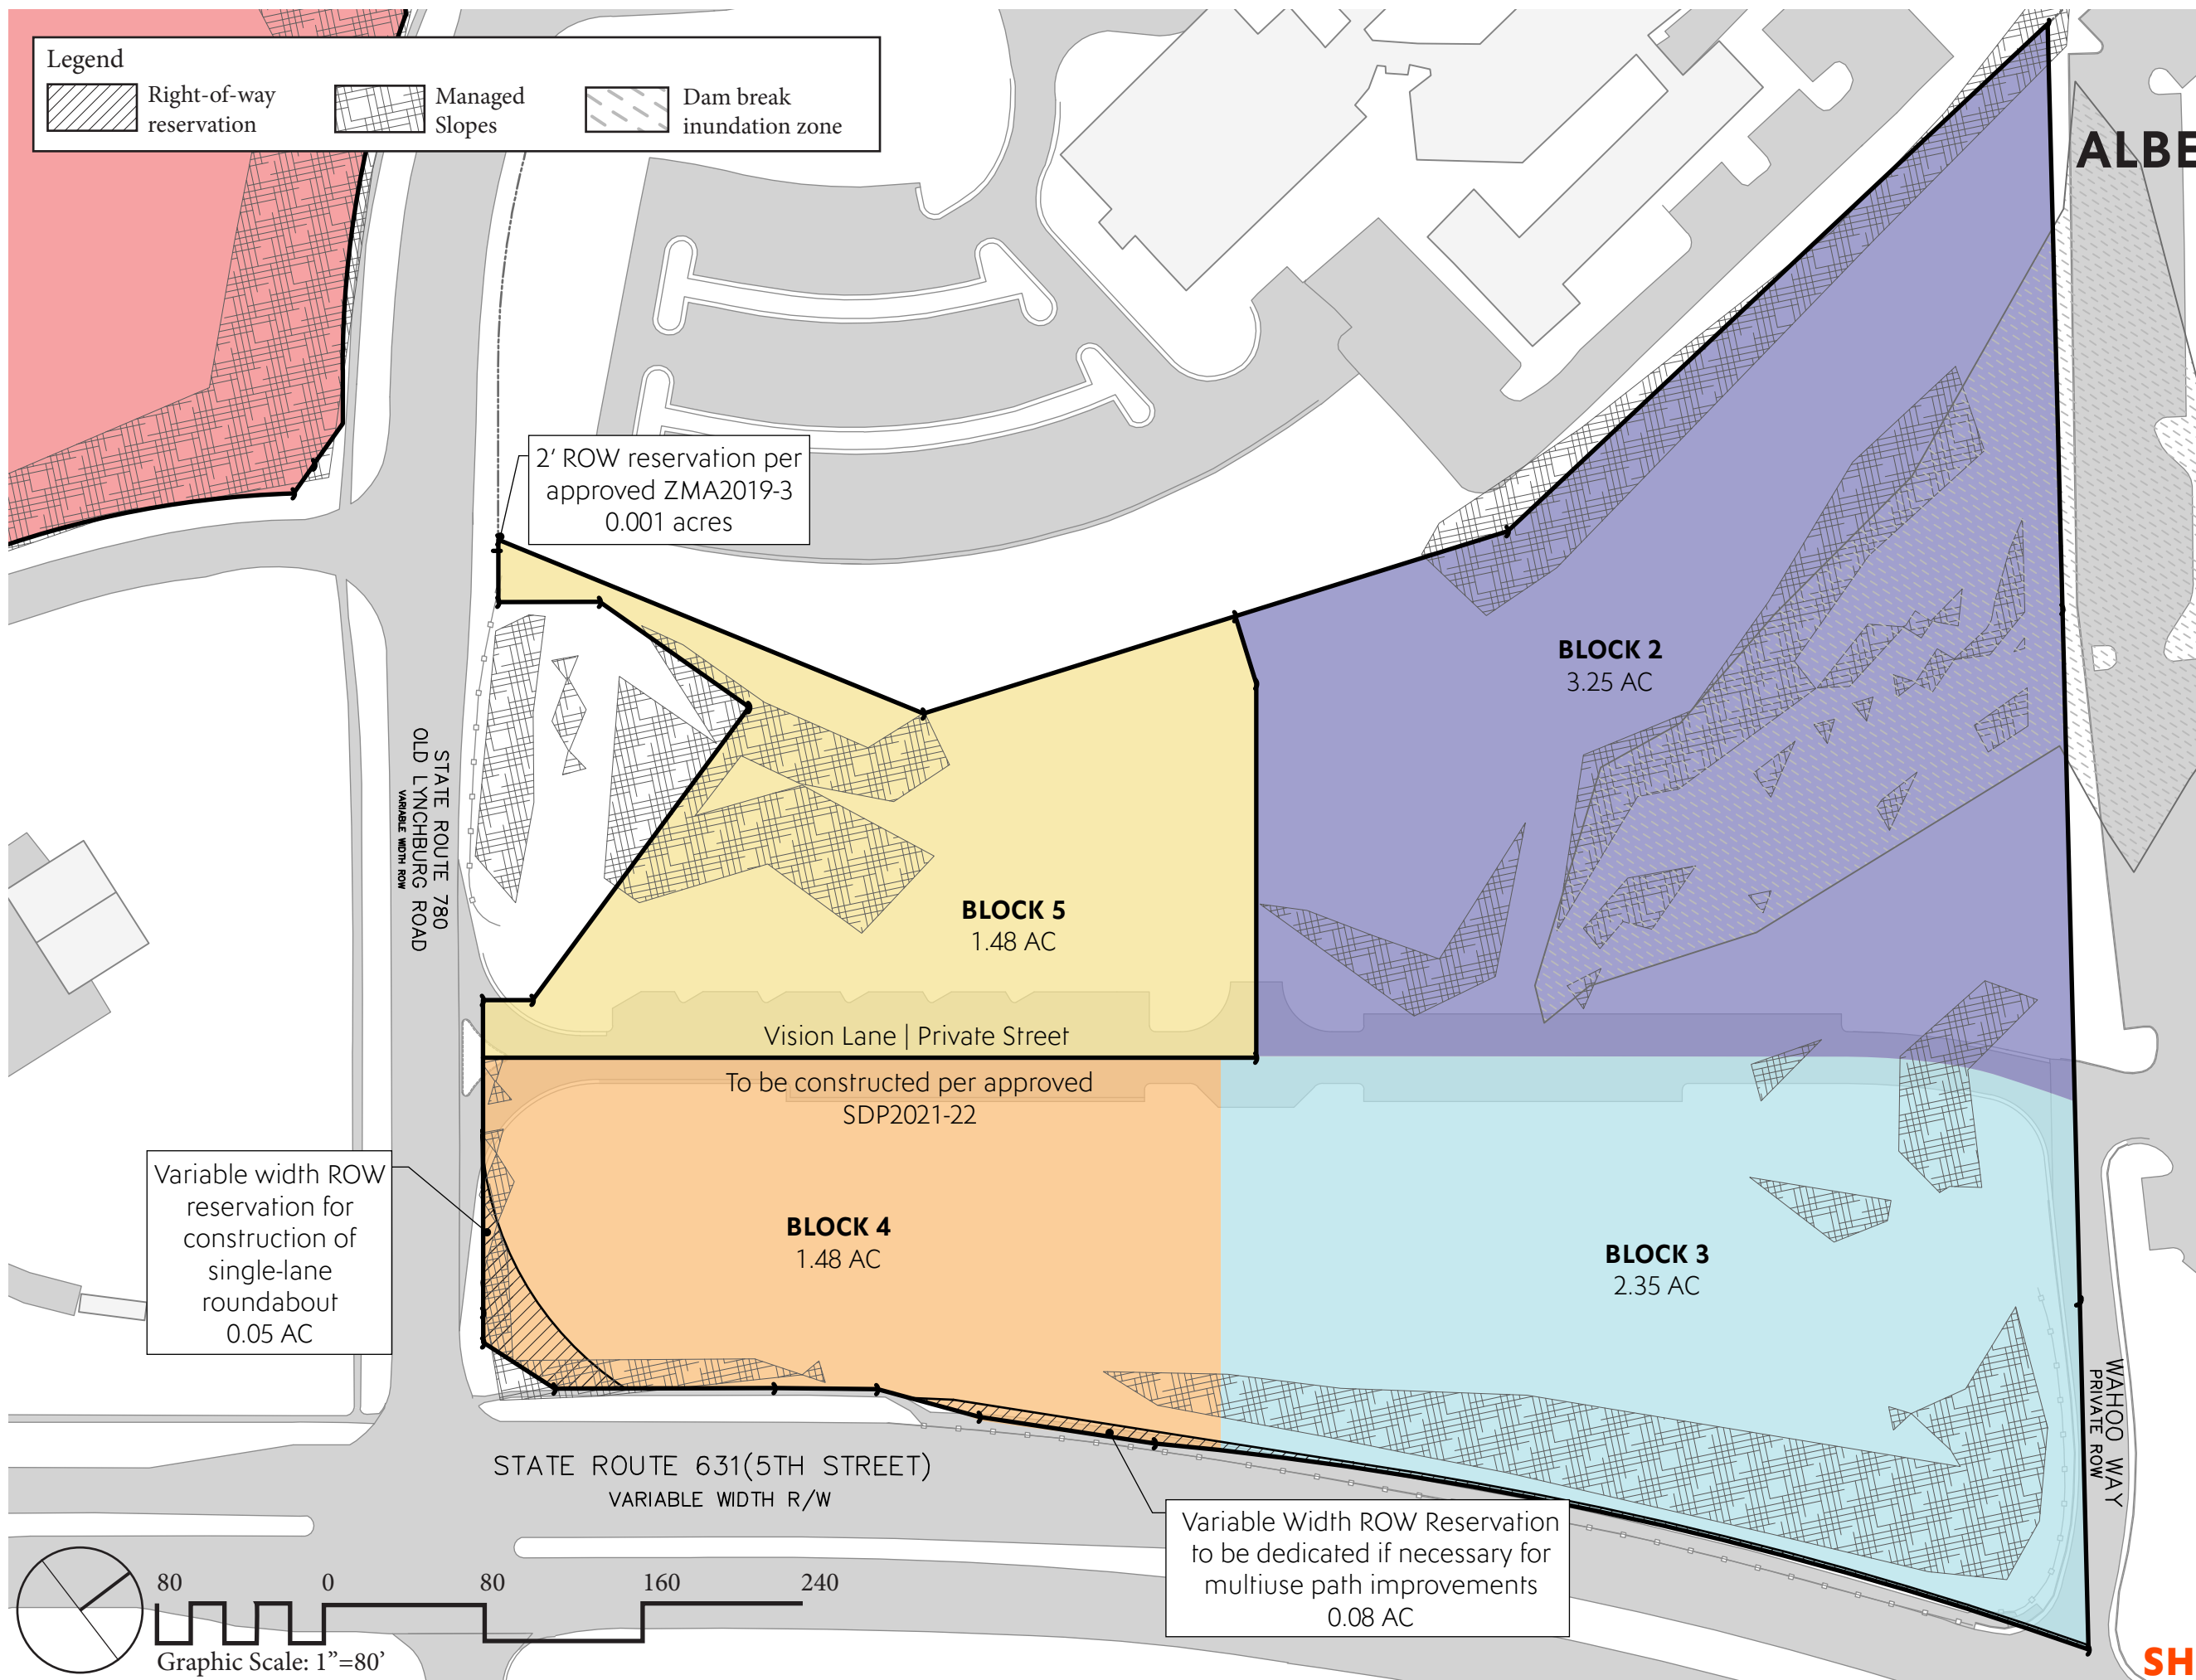 Legend
Right-of-way
reservation
Managed
Slopes
Dam break
inundation zone
ALBE
2' ROW reservation per
approved ZMA2019-3
0.001 acres
BLOCK 2
3.25 AC
STATE ROUTE 780
OLD LYNCHBURG ROAD
VARIABLE WIDTH ROW
BLOCK 5
1.48 AC
Vision Lane | Private Street
To be constructed per approved
SDP2021-22
Variable width ROW
reservation for
construction of
single-lane
roundabout
0.05 AC
BLOCK 4
1.48 AC
BLOCK 3
2.35 AC
WAHOO WAY
PRIVATE ROW
STATE ROUTE 631(5TH STREET)
VARIABLE WIDTH R/W
Variable Width ROW Reservation
to be dedicated if necessary for
multiuse path improvements
0.08 AC
80 0 80 160 240
Graphic Scale: 1”=80’
SH